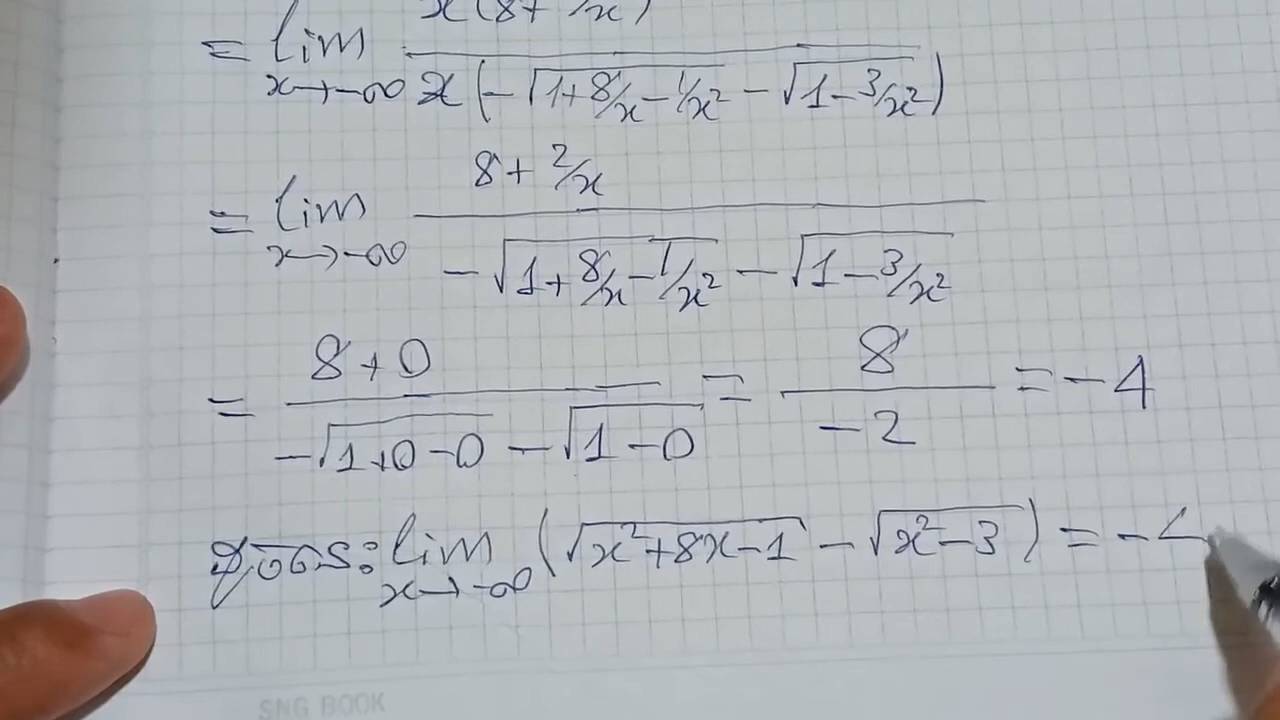 = lim x(8+2/x) / x(-√(1+8/x-1/x²) - √(1-3/x²))
x→-∞
= lim (8+2/x) / (-√(1+8/x-1/x²) - √(1-3/x²))
x→-∞
= (8+0) / (-√(1+0-0) - √(1-0)) = 8 / -2 = -4
lim (√(x²+8x-1) - √(x²-3)) = -4
x→-∞
SNG BOOK